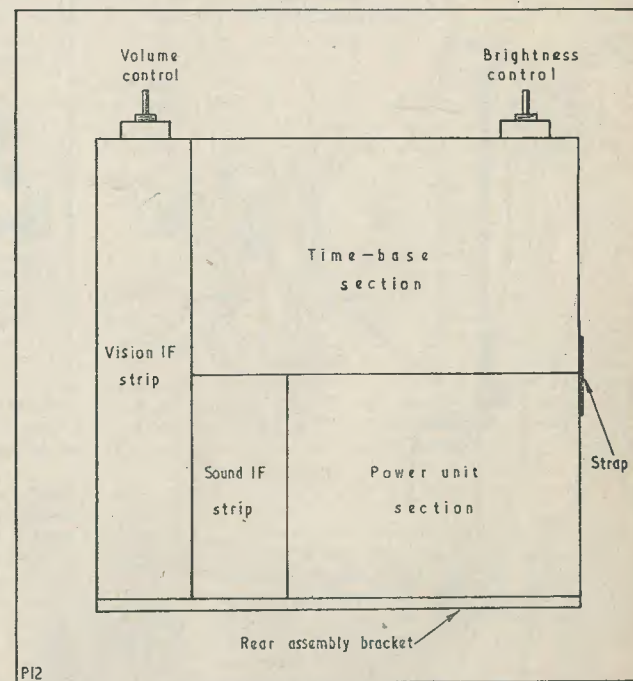 Volume
control
Brightness
control
Time-base
section
Vision IF
strip
Sound IF
strip
Power unit
section
Strap
Rear assembly bracket
P12